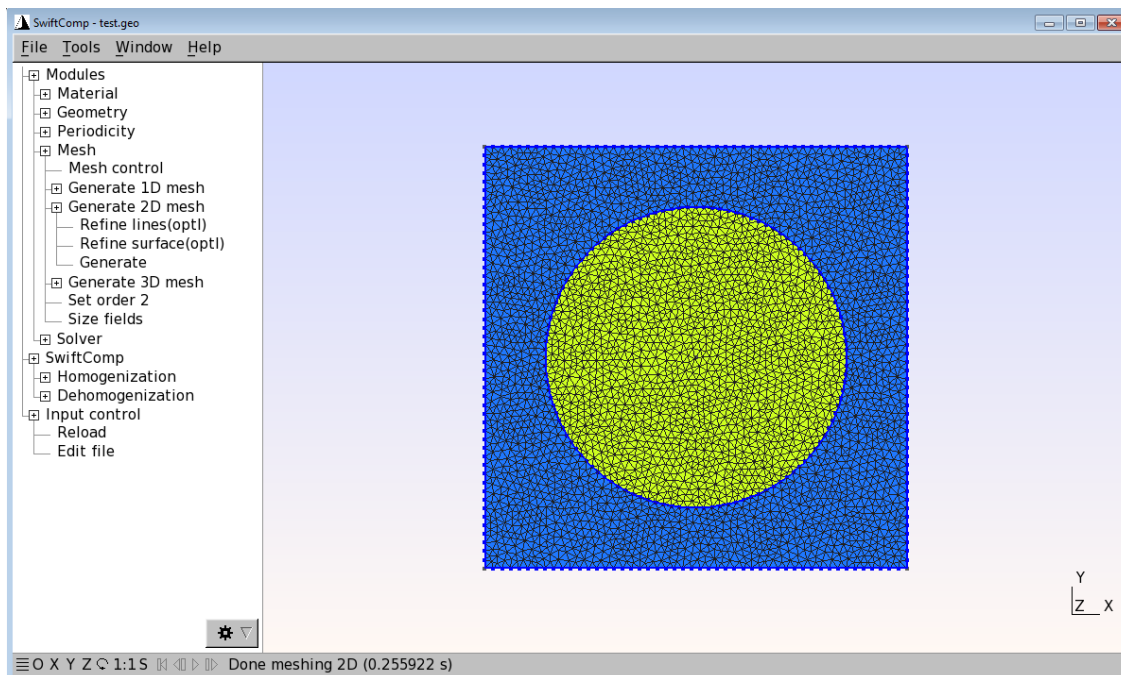 SwiftComp - test.geo
File Tools Window Help
Modules
Material
Geometry
Periodicity
Mesh
Mesh control
Generate 1D mesh
Generate 2D mesh
Refine lines(optl)
Refine surface(optl)
Generate
Generate 3D mesh
Set order 2
Size fields
Solver
SwiftComp
Homogenization
Dehomogenization
Input control
Reload
Edit file
Y
Z X
O X Y Z 1:1 S Done meshing 2D (0.255922 s)